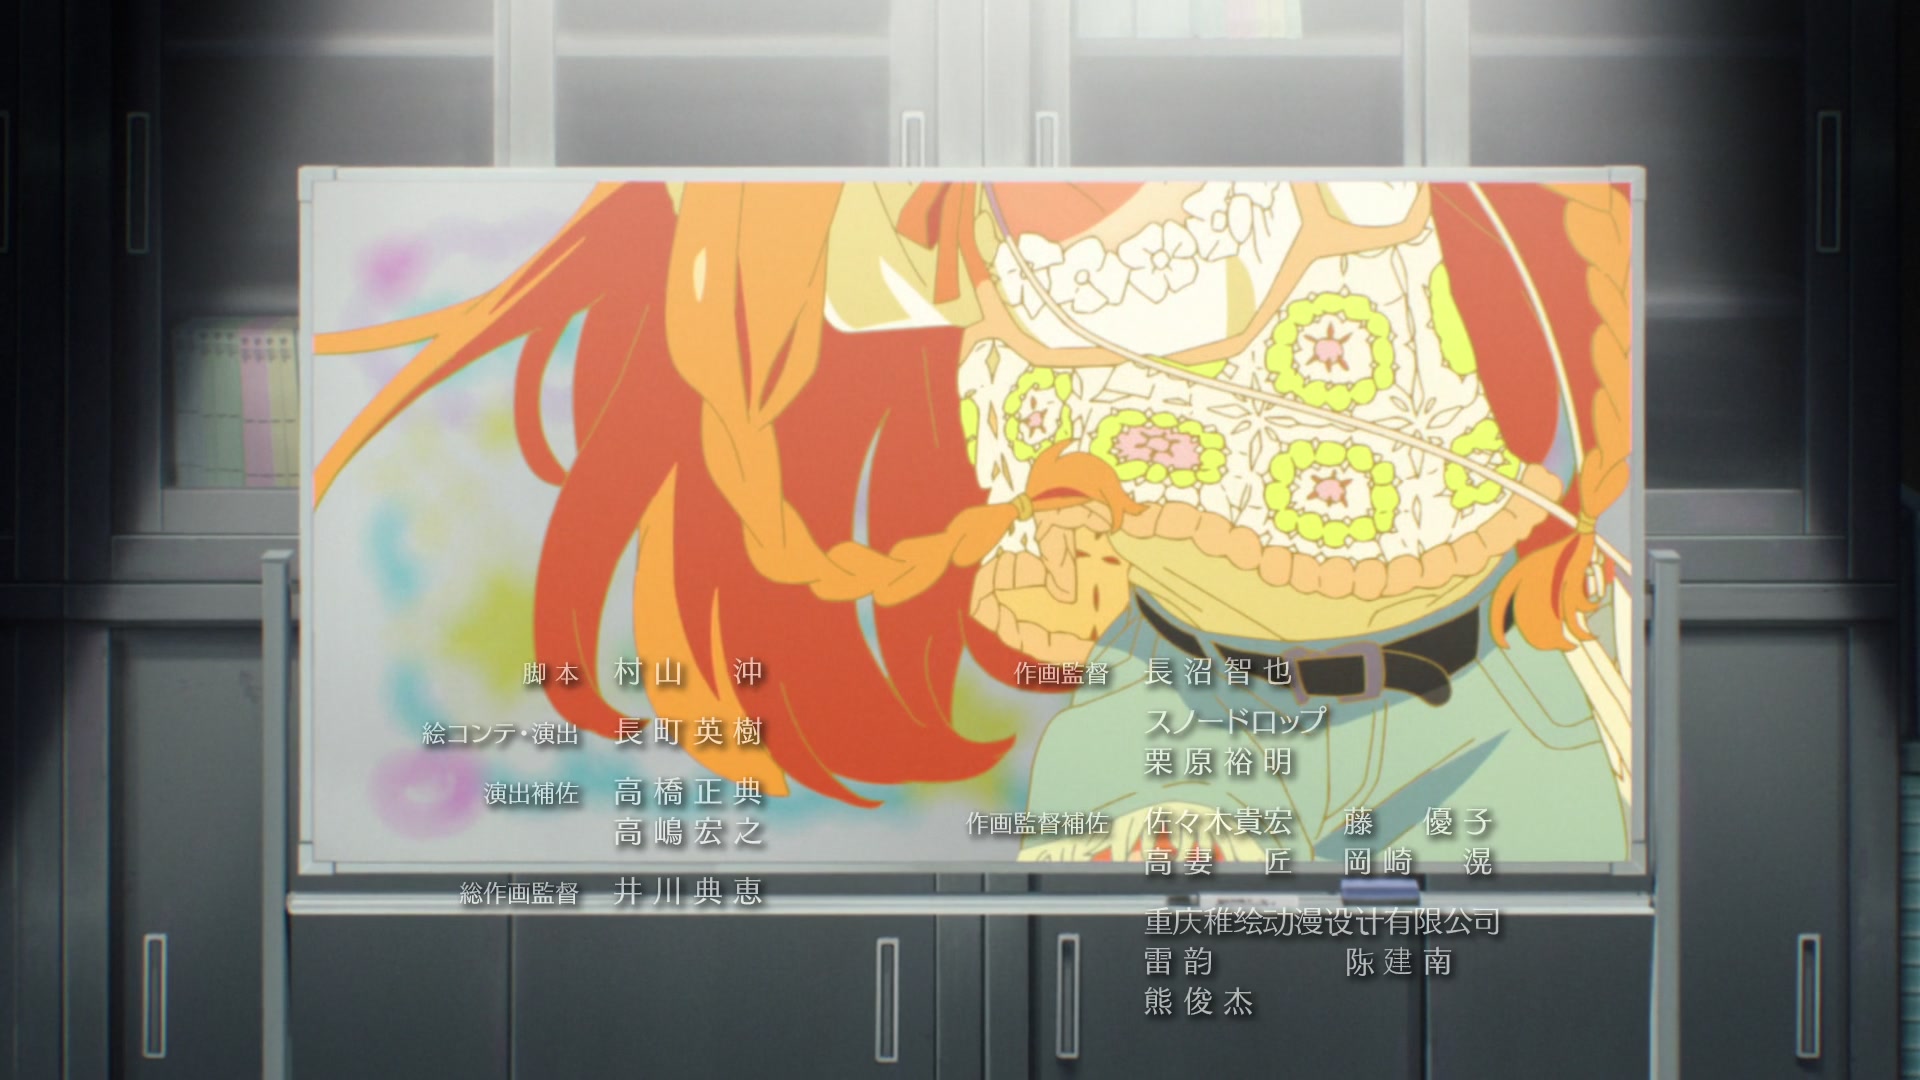 脚本 村山 沖
絵コンテ・演出 長町英樹
演出補佐 高橋正典
高嶋宏之
総作画監督 井川典恵
作画監督 長沼智也
スノードロップ
栗原裕明
作画監督補佐 佐々木貴宏 藤 優子
高妻 匠 岡崎 滉
重庆稚绘动漫设计有限公司
雷韵 陈建南
熊俊杰